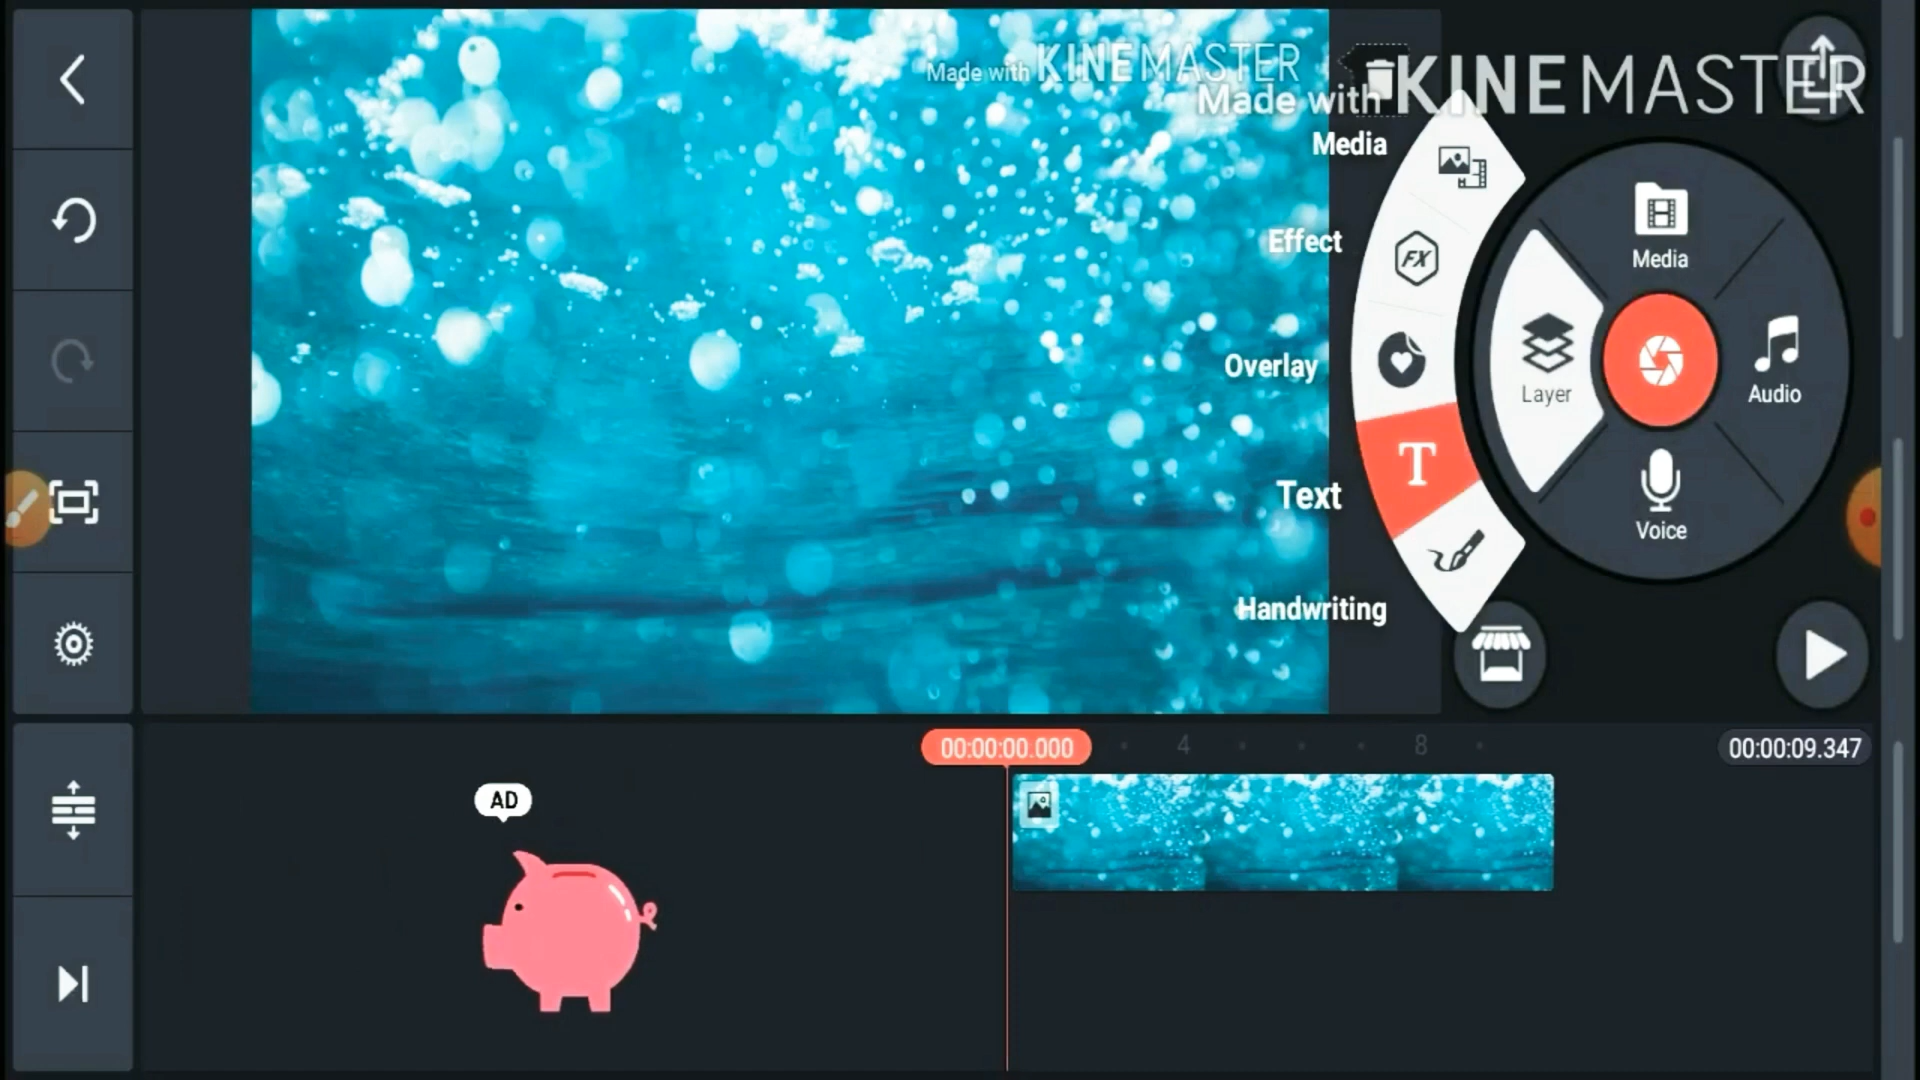 Made with KINEMASTER
Made with KINEMASTER
Media
Effect
Overlay
Text
Handwriting
FX
T
Media
Layer
Audio
Voice
00:00:00.000
4
8
00:00:09.347
AD